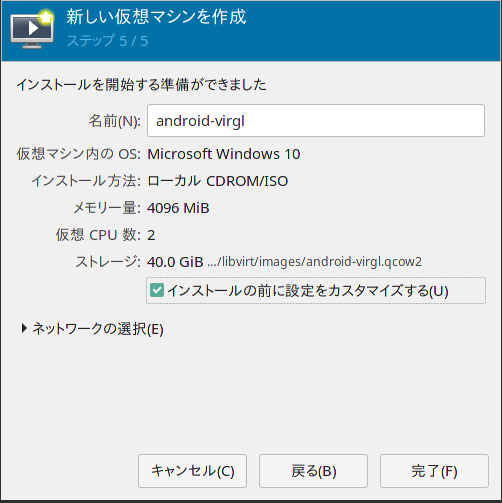 新しい仮想マシンを作成
ステップ 5 / 5
インストールを開始する準備ができました
名前(N): android-virgl
仮想マシン内の OS: Microsoft Windows 10
インストール方法: ローカル CDROM/ISO
メモリー量: 4096 MiB
仮想 CPU 数: 2
ストレージ: 40.0 GiB .../libvirt/images/android-virgl.qcow2
インストールの前に設定をカスタマイズする(U)
ネットワークの選択(E)
キャンセル(C) 戻る(B) 完了(F)